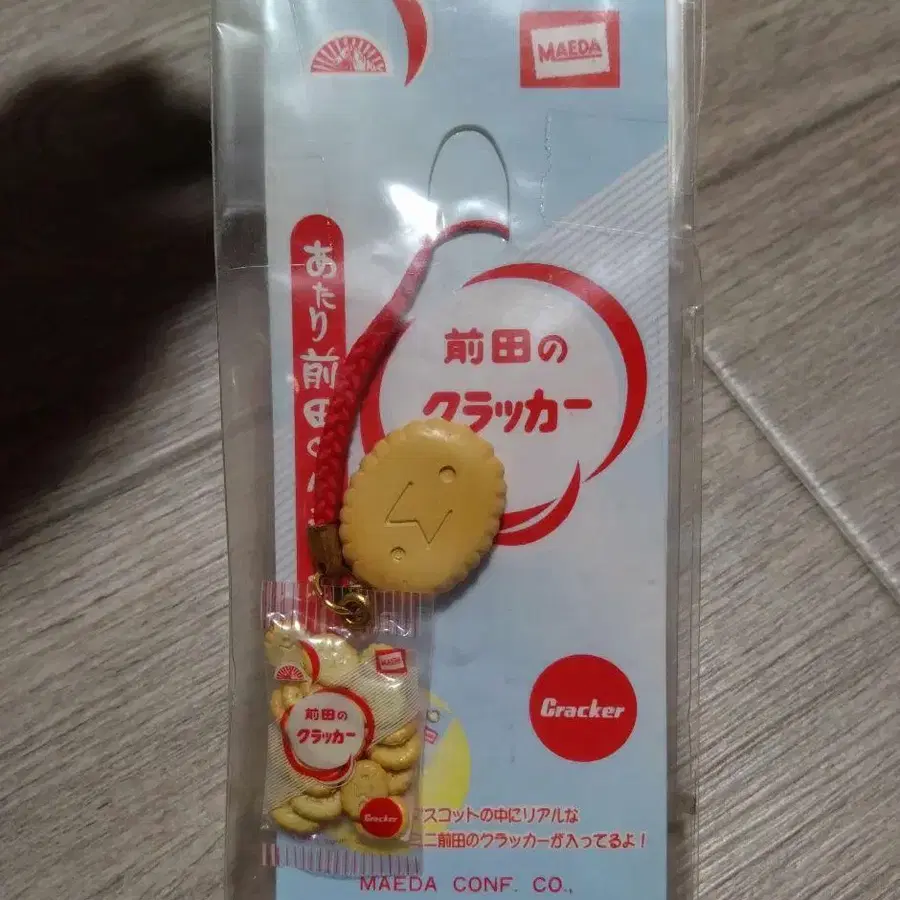 MAEDA
あたり前田の
前田の
クラッカー
MAEDA
前田の
クラッカー
Cracker
Cracker
スコットの中にリアルな
ミニ前田のクラッカーが入ってるよ!
MAEDA CONF. CO.,